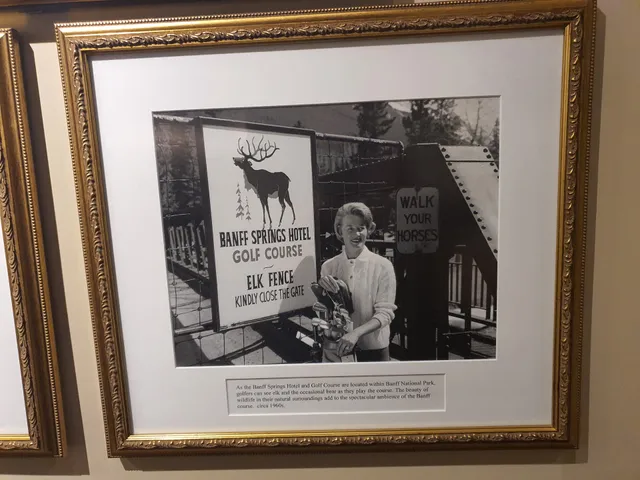 BANFF SPRINGS HOTEL
GOLF COURSE
ELK FENCE
KINDLY CLOSE THE GATE
WALK
YOUR
HORSES
As the Banff Springs Hotel and Golf Course are located within Banff National Park,
golfers can see elk and the occasional bear as they play the course. The beauty of
wildlife in their natural surroundings add to the spectacular ambience of the Banff
course. circa 1960s.